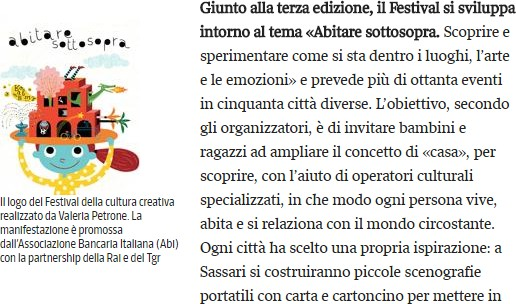 abitare
sottosopra
Il logo del Festival della cultura creativa
realizzato da Valeria Petrone. La
manifestazione è promossa
dall'Associazione Bancaria Italiana (Abi)
con la partnership della Rai e del Tgr
Giunto alla terza edizione, il Festival si sviluppa
intorno al tema «Abitare sottosopra. Scoprire e
sperimentare come si sta dentro i luoghi, l'arte
e le emozioni» e prevede più di ottanta eventi
in cinquanta città diverse. L'obiettivo, secondo
gli organizzatori, è di invitare bambini e
ragazzi ad ampliare il concetto di «casa», per
scoprire, con l'aiuto di operatori culturali
specializzati, in che modo ogni persona vive,
abita e si relaziona con il mondo circostante.
Ogni città ha scelto una propria ispirazione: a
Sassari si costruiranno piccole scenografie
portatili con carta e cartoncino per mettere in